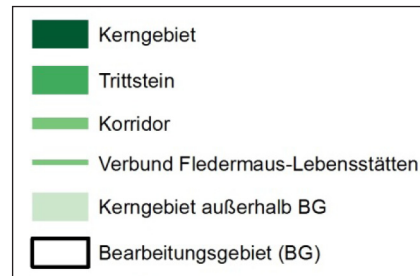 Kerngebiet
Trittstein
Korridor
Verbund Fledermaus-Lebensstätten
Kerngebiet außerhalb BG
Bearbeitungsgebiet (BG)